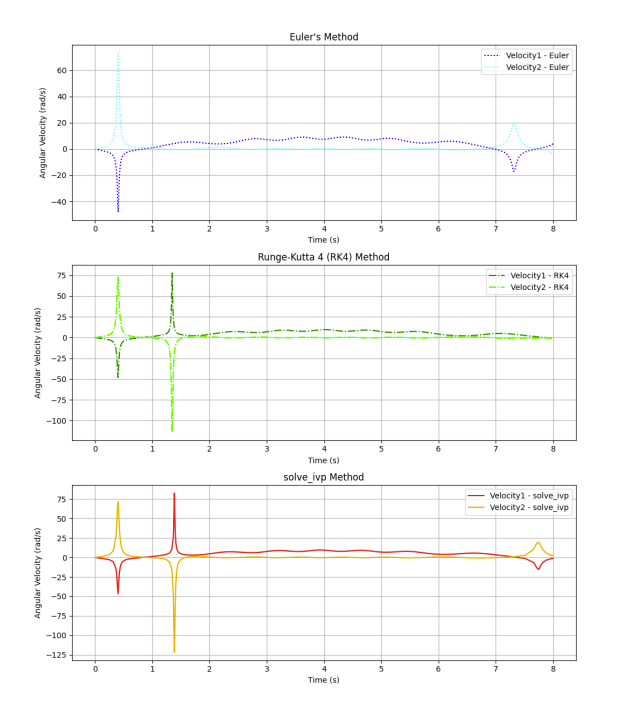 Euler's Method
Velocity1 - Euler
Velocity2 - Euler
Angular Velocity (rad/s)
60
40
20
0
−20
−40
0 1 2 3 4 5 6 7 8
Time (s)
Runge-Kutta 4 (RK4) Method
Velocity1 - RK4
Velocity2 - RK4
Angular Velocity (rad/s)
75
50
25
0
−25
−50
−75
−100
0 1 2 3 4 5 6 7 8
Time (s)
solve_ivp Method
Velocity1 - solve_ivp
Velocity2 - solve_ivp
Angular Velocity (rad/s)
75
50
25
0
−25
−50
−75
−100
−125
0 1 2 3 4 5 6 7 8
Time (s)